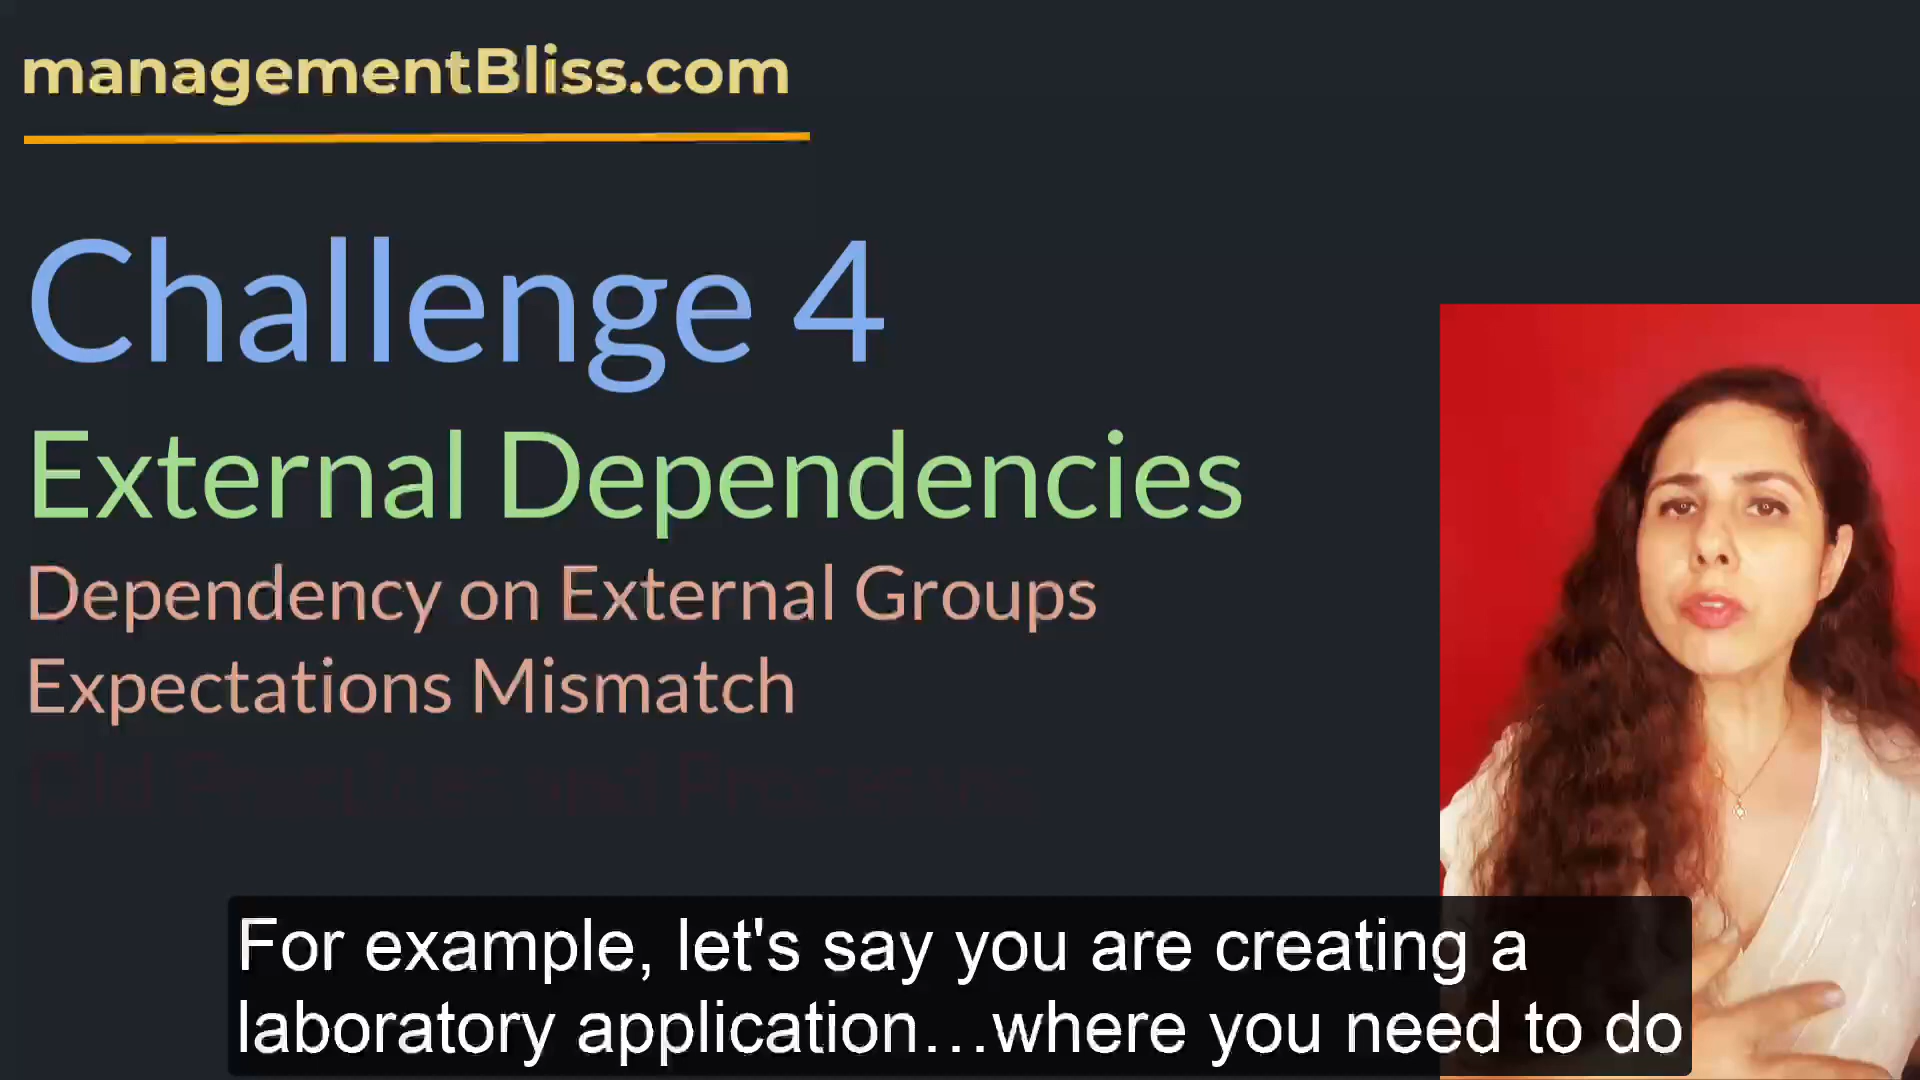 managementBliss.com
Challenge 4
External Dependencies
Dependency on External Groups
Expectations Mismatch
For example, let's say you are creating a
laboratory application…where you need to do